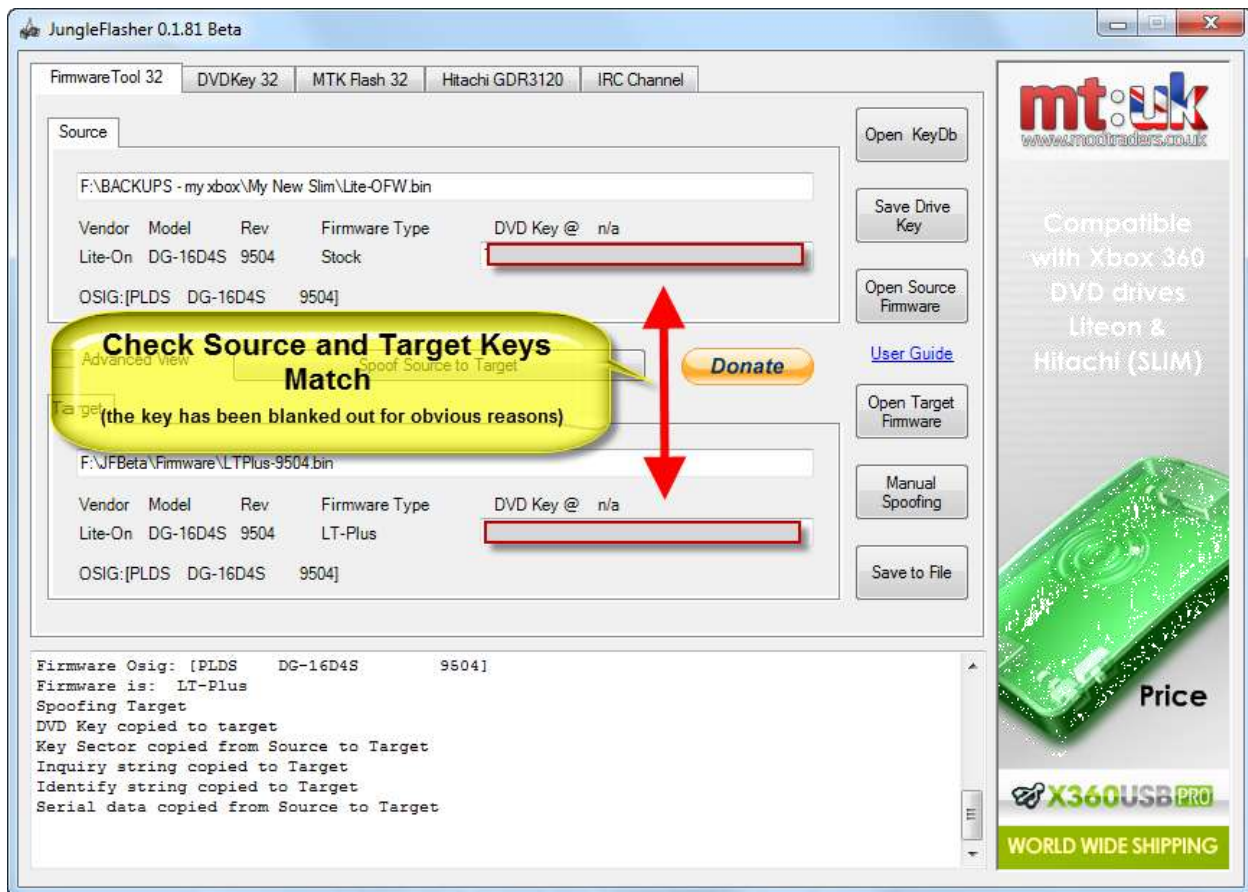 JungleFlasher 0.1.81 Beta
FirmwareTool 32 DVDKey 32 MTK Flash 32 Hitachi GDR3120 IRC Channel
Source
F:\BACKUPS - my xbox\My New Slim\Lite-OFW.bin
Vendor Model Rev Firmware Type DVD Key @ n/a
Lite-On DG-16D4S 9504 Stock
OSIG:[PLDS DG-16D4S 9504]
Check Source and Target Keys
Match
(the key has been blanked out for obvious reasons)
Advanced View Spoof Source to Target
Donate
Target
F:\JFBeta\Firmware\LTPlus-9504.bin
Vendor Model Rev Firmware Type DVD Key @ n/a
Lite-On DG-16D4S 9504 LT-Plus
OSIG:[PLDS DG-16D4S 9504]
Open KeyDb
Save Drive
Key
Open Source
Firmware
User Guide
Open Target
Firmware
Manual
Spoofing
Save to File
Firmware Osig: [PLDS DG-16D4S 9504]
Firmware is: LT-Plus
Spoofing Target
DVD Key copied to target
Key Sector copied from Source to Target
Inquiry string copied to Target
Identify string copied to Target
Serial data copied from Source to Target
mt:uk
www.modtraders.co.uk
Compatible
with Xbox 360
DVD drives
Liteon &
Hitachi (SLIM)
Price
X360USB PRO
WORLD WIDE SHIPPING